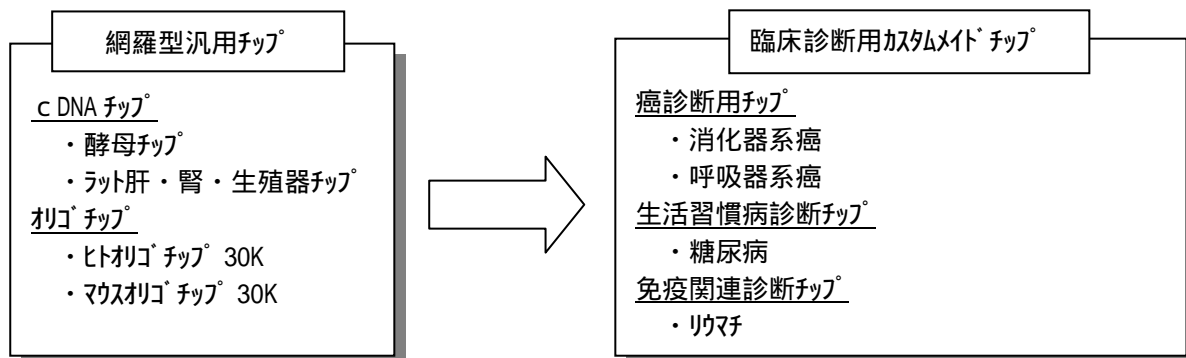 網羅型汎用ﾁｯﾌﾟ
ｃDNA ﾁｯﾌﾟ
・酵母ﾁｯﾌﾟ
・ﾗｯﾄ肝・腎・生殖器ﾁｯﾌﾟ
ｵﾘｺﾞﾁｯﾌﾟ
・ﾋﾄｵﾘｺﾞﾁｯﾌﾟ 30K
・ﾏｳｽｵﾘｺﾞﾁｯﾌﾟ 30K
臨床診断用ｶｽﾀﾑﾒｲﾄﾞﾁｯﾌﾟ
癌診断用ﾁｯﾌﾟ
・消化器系癌
・呼吸器系癌
生活習慣病診断ﾁｯﾌﾟ
・糖尿病
免疫関連診断ﾁｯﾌﾟ
・ﾘｳﾏﾁ